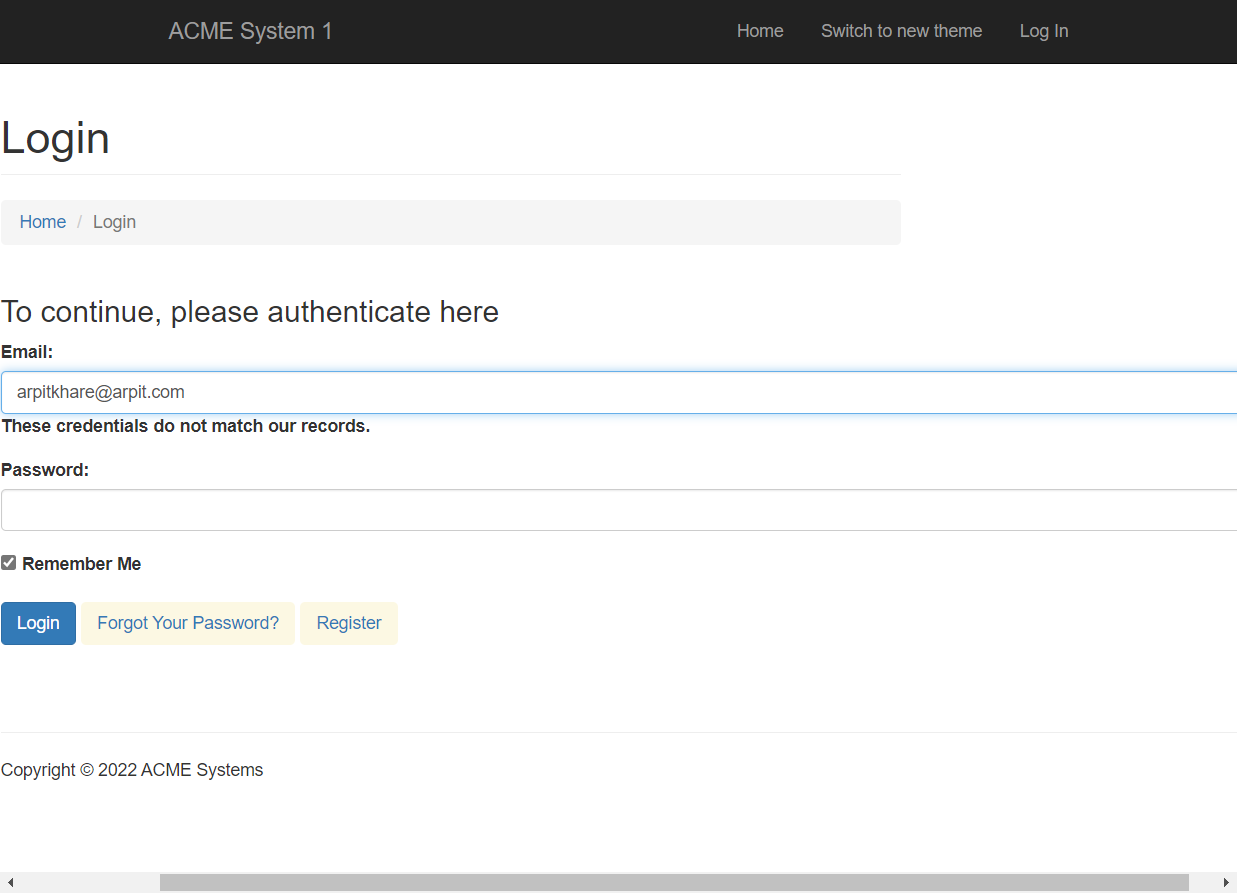 ACME System 1 Home Switch to new theme Log In
Login
Home / Login
To continue, please authenticate here
Email:
arpitkhare@arpit.com
These credentials do not match our records.
Password:
Remember Me
Login Forgot Your Password? Register
Copyright © 2022 ACME Systems